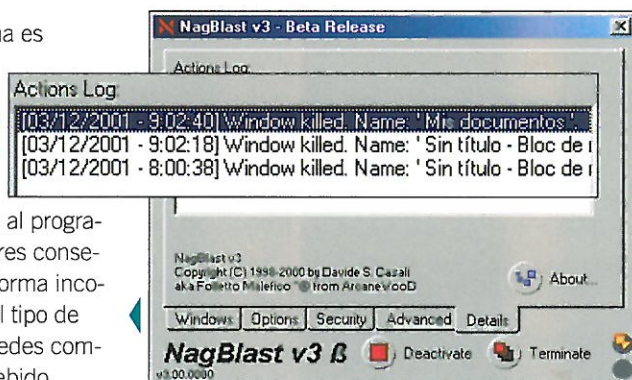 na es
al progra-
res conse-
orma inco-
l tipo de
edes com-
ebido
NagBlast v3 - Beta Release
Actions Log:
Actions Log:
[03/12/2001 - 9:02:40] Window killed. Name: ' Mis documentos '
[03/12/2001 - 9:02:18] Window killed. Name: ' Sin título - Bloc de
[03/12/2001 - 8:00:38] Window killed. Name: ' Sin título - Bloc de
NagBlast v3
Copyright (C) 1998-2000 by Davide S. Casali
aka Folletto Malefico from ArcaneVooD
About...
Windows Options Security Advanced Details
NagBlast v3 ß Deactivate Terminate
v3.00.0000